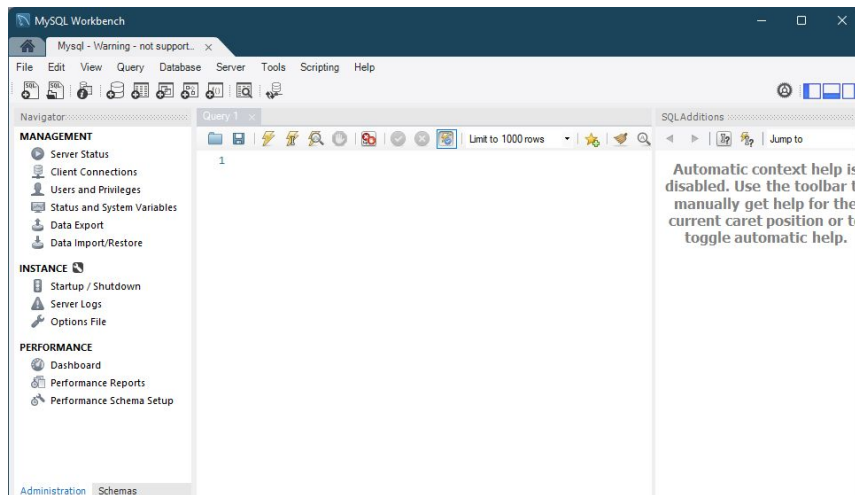 MySQL Workbench
Mysql - Warning - not support...
File Edit View Query Database Server Tools Scripting Help
Navigator
MANAGEMENT
Server Status
Client Connections
Users and Privileges
Status and System Variables
Data Export
Data Import/Restore
INSTANCE
Startup / Shutdown
Server Logs
Options File
PERFORMANCE
Dashboard
Performance Reports
Performance Schema Setup
Administration Schemas
Query 1
Limit to 1000 rows
1
SQLAdditions
Jump to
Automatic context help is
disabled. Use the toolbar t
manually get help for the
current caret position or t
toggle automatic help.